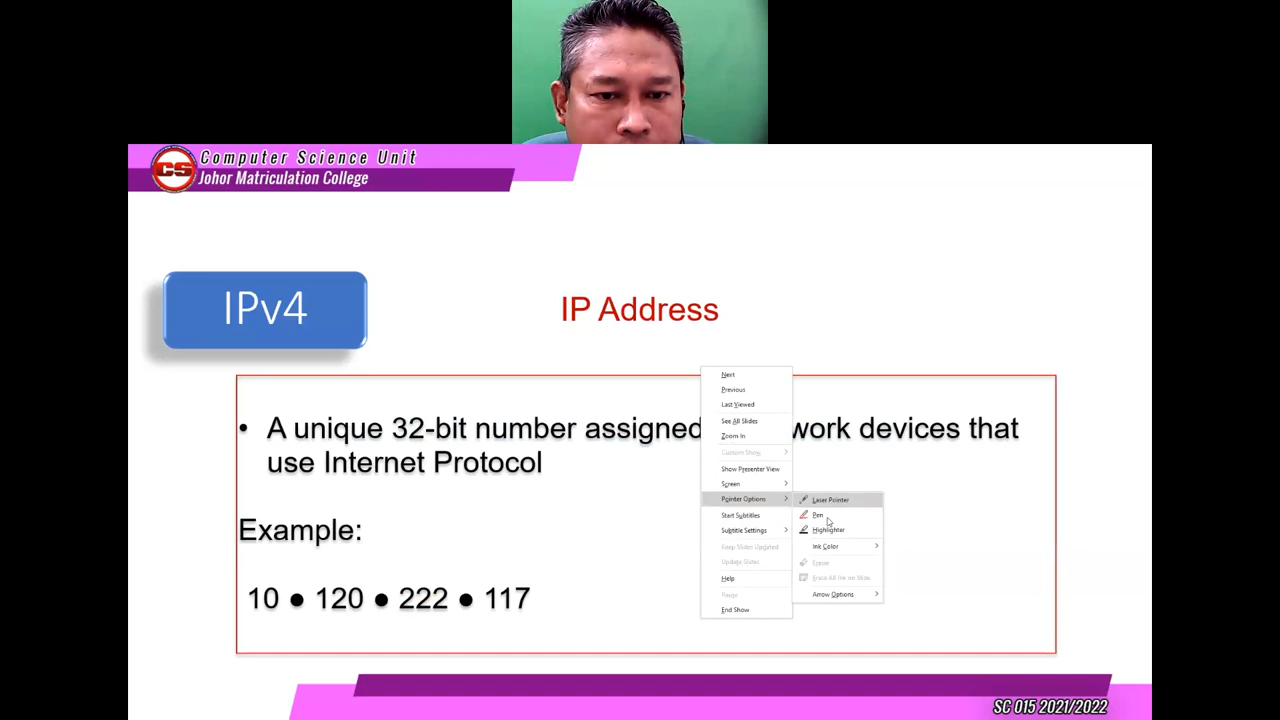 CS
Computer Science Unit
Johor Matriculation College
IPv4
IP Address
Next
Previous
Last Viewed
See All Slides
Zoom In
Custom Show
Show Presenter View
Screen
Pointer Options
Start Subtitles
Subtitle Settings
Keep Slides Updated
Update Slides
Help
Pause
End Show
Laser Pointer
Pen
Highlighter
Ink Color
Eraser
Erase All Ink on Slide
Arrow Options
• A unique 32-bit number assigned work devices that
use Internet Protocol
Example:
10 ● 120 ● 222 ● 117
SC 015 2021/2022